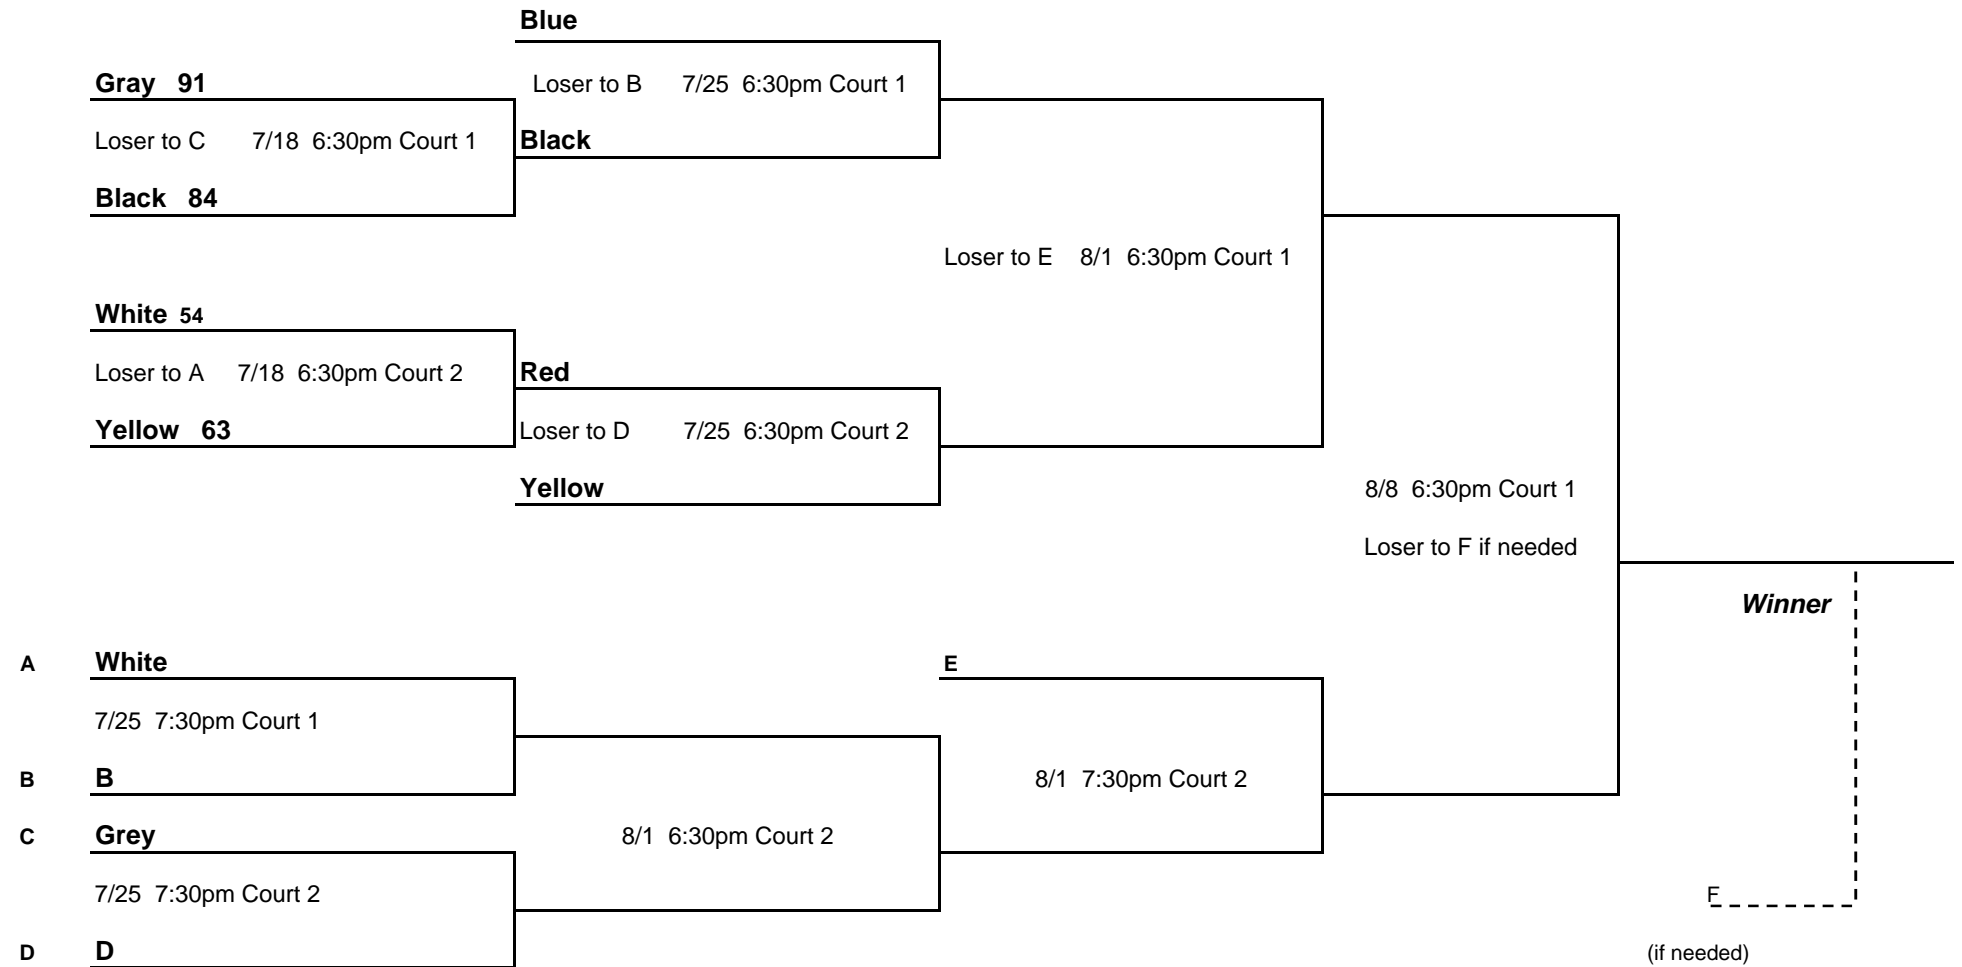 Blue
Gray 91
Loser to B 7/25 6:30pm Court 1
Loser to C 7/18 6:30pm Court 1
Black
Black 84
Loser to E 8/1 6:30pm Court 1
White 54
Loser to A 7/18 6:30pm Court 2
Red
Yellow 63
Loser to D 7/25 6:30pm Court 2
Yellow
8/8 6:30pm Court 1
Loser to F if needed
Winner
A White
E
7/25 7:30pm Court 1
B B
8/1 7:30pm Court 2
C Grey
8/1 6:30pm Court 2
7/25 7:30pm Court 2
F
D D
(if needed)